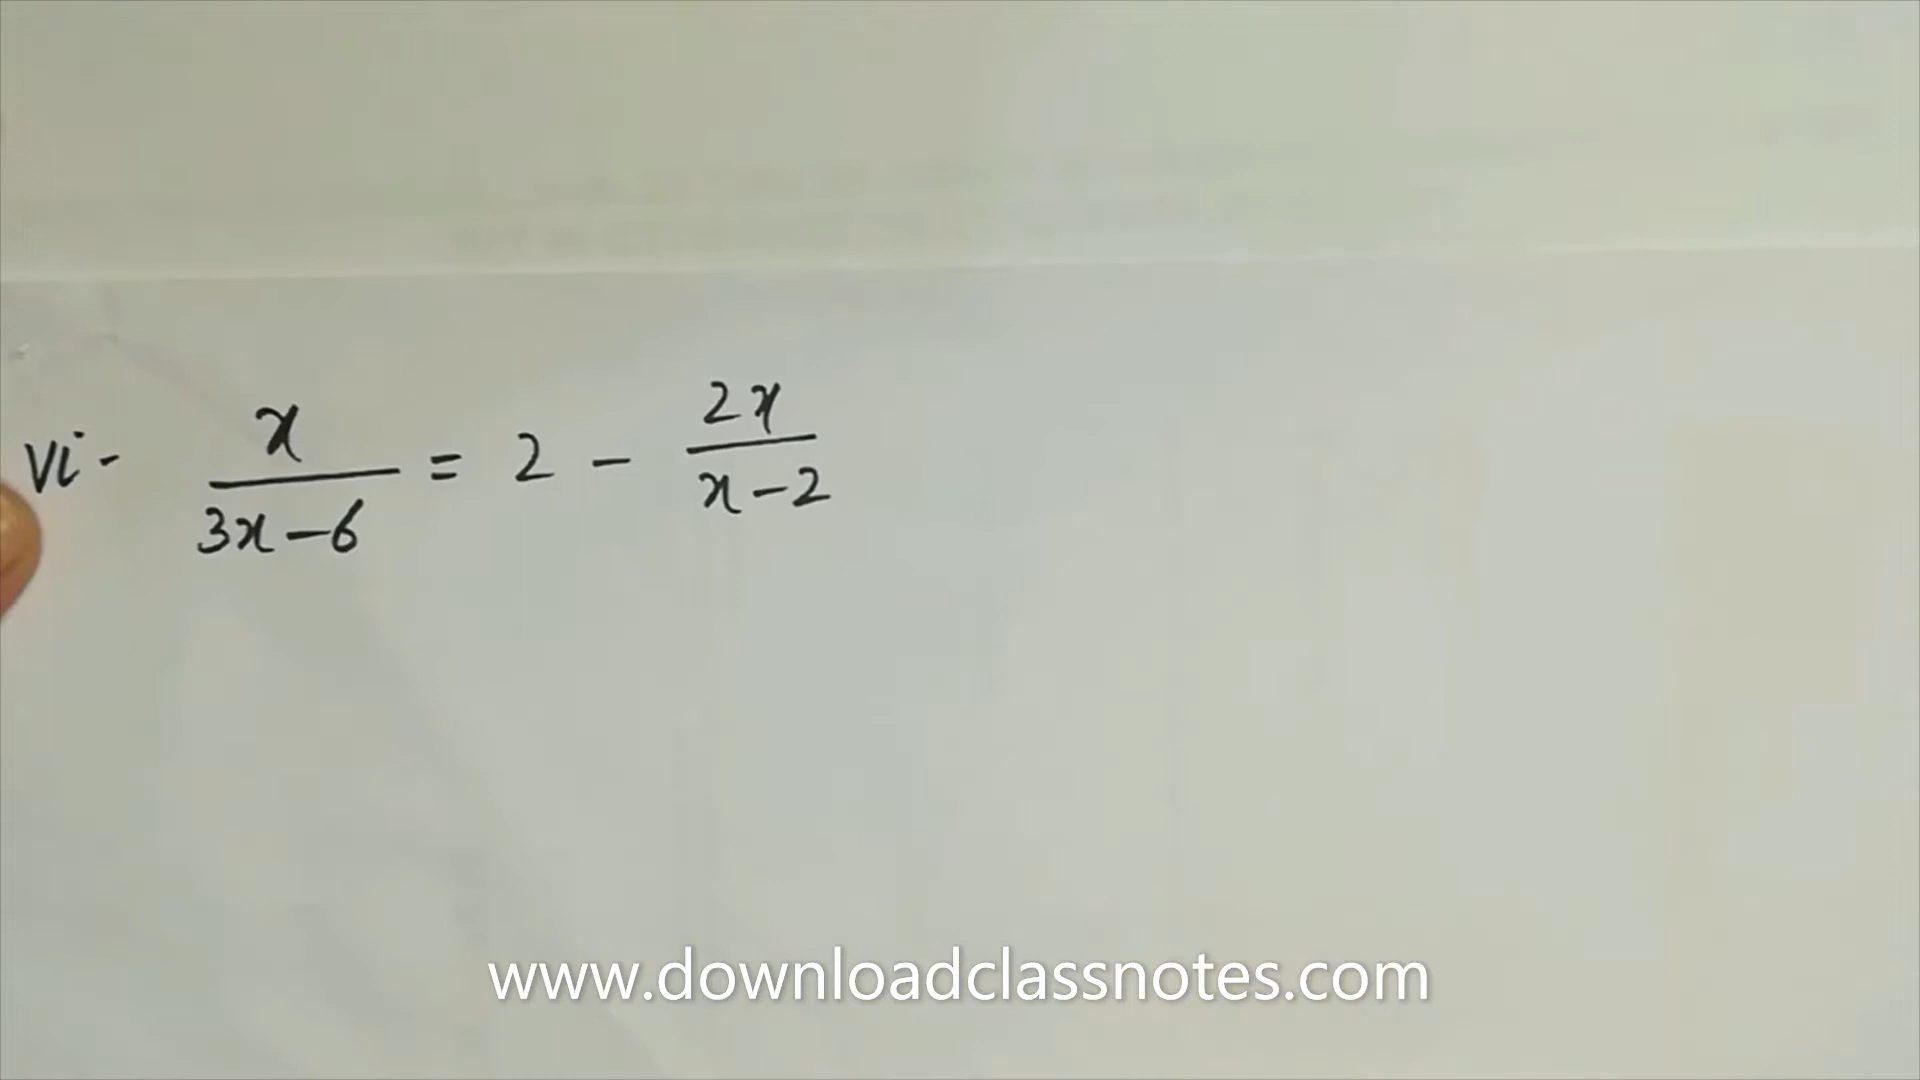 vi- x/(3x-6) = 2 - 2x/(x-2)
www.downloadclassnotes.com